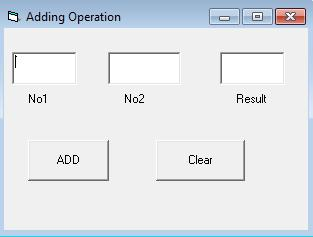 Adding Operation
No1 No2 Result
ADD Clear